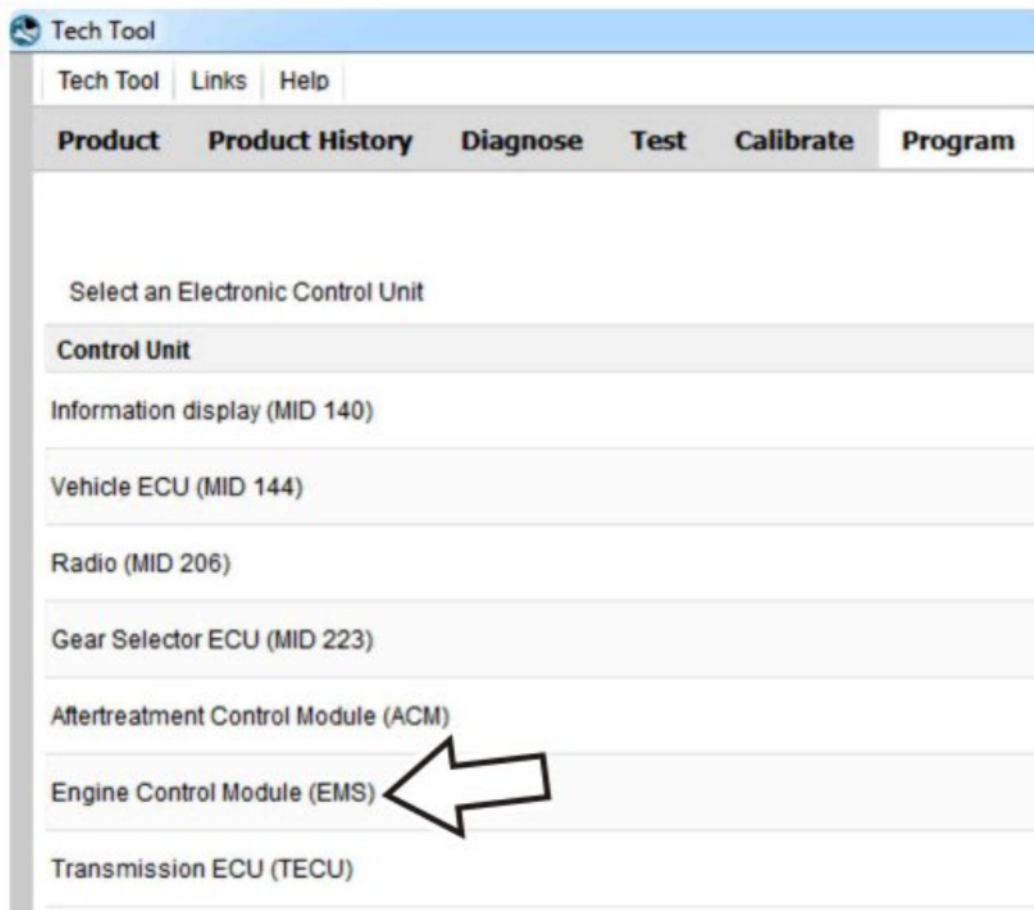 Tech Tool
Tech Tool Links Help
Product Product History Diagnose Test Calibrate Program
Select an Electronic Control Unit
Control Unit
Information display (MID 140)
Vehicle ECU (MID 144)
Radio (MID 206)
Gear Selector ECU (MID 223)
Aftertreatment Control Module (ACM)
Engine Control Module (EMS)
Transmission ECU (TECU)